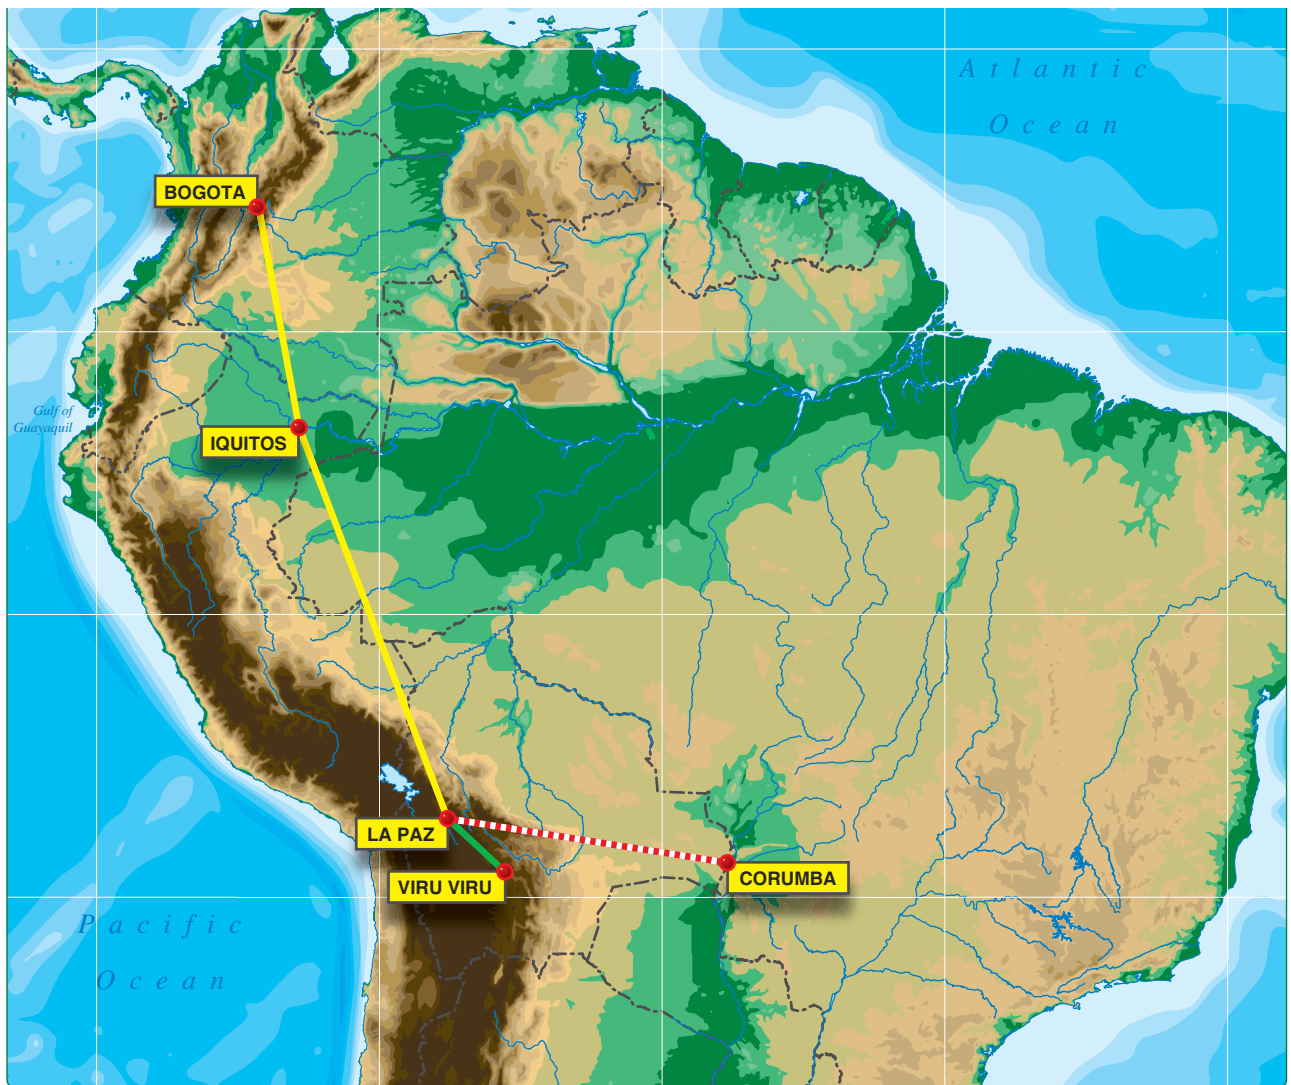 Atlantic
Ocean
BOGOTA
Gulf of
Guayaquil
IQUITOS
LA PAZ
VIRU VIRU
CORUMBA
Pacific
Ocean